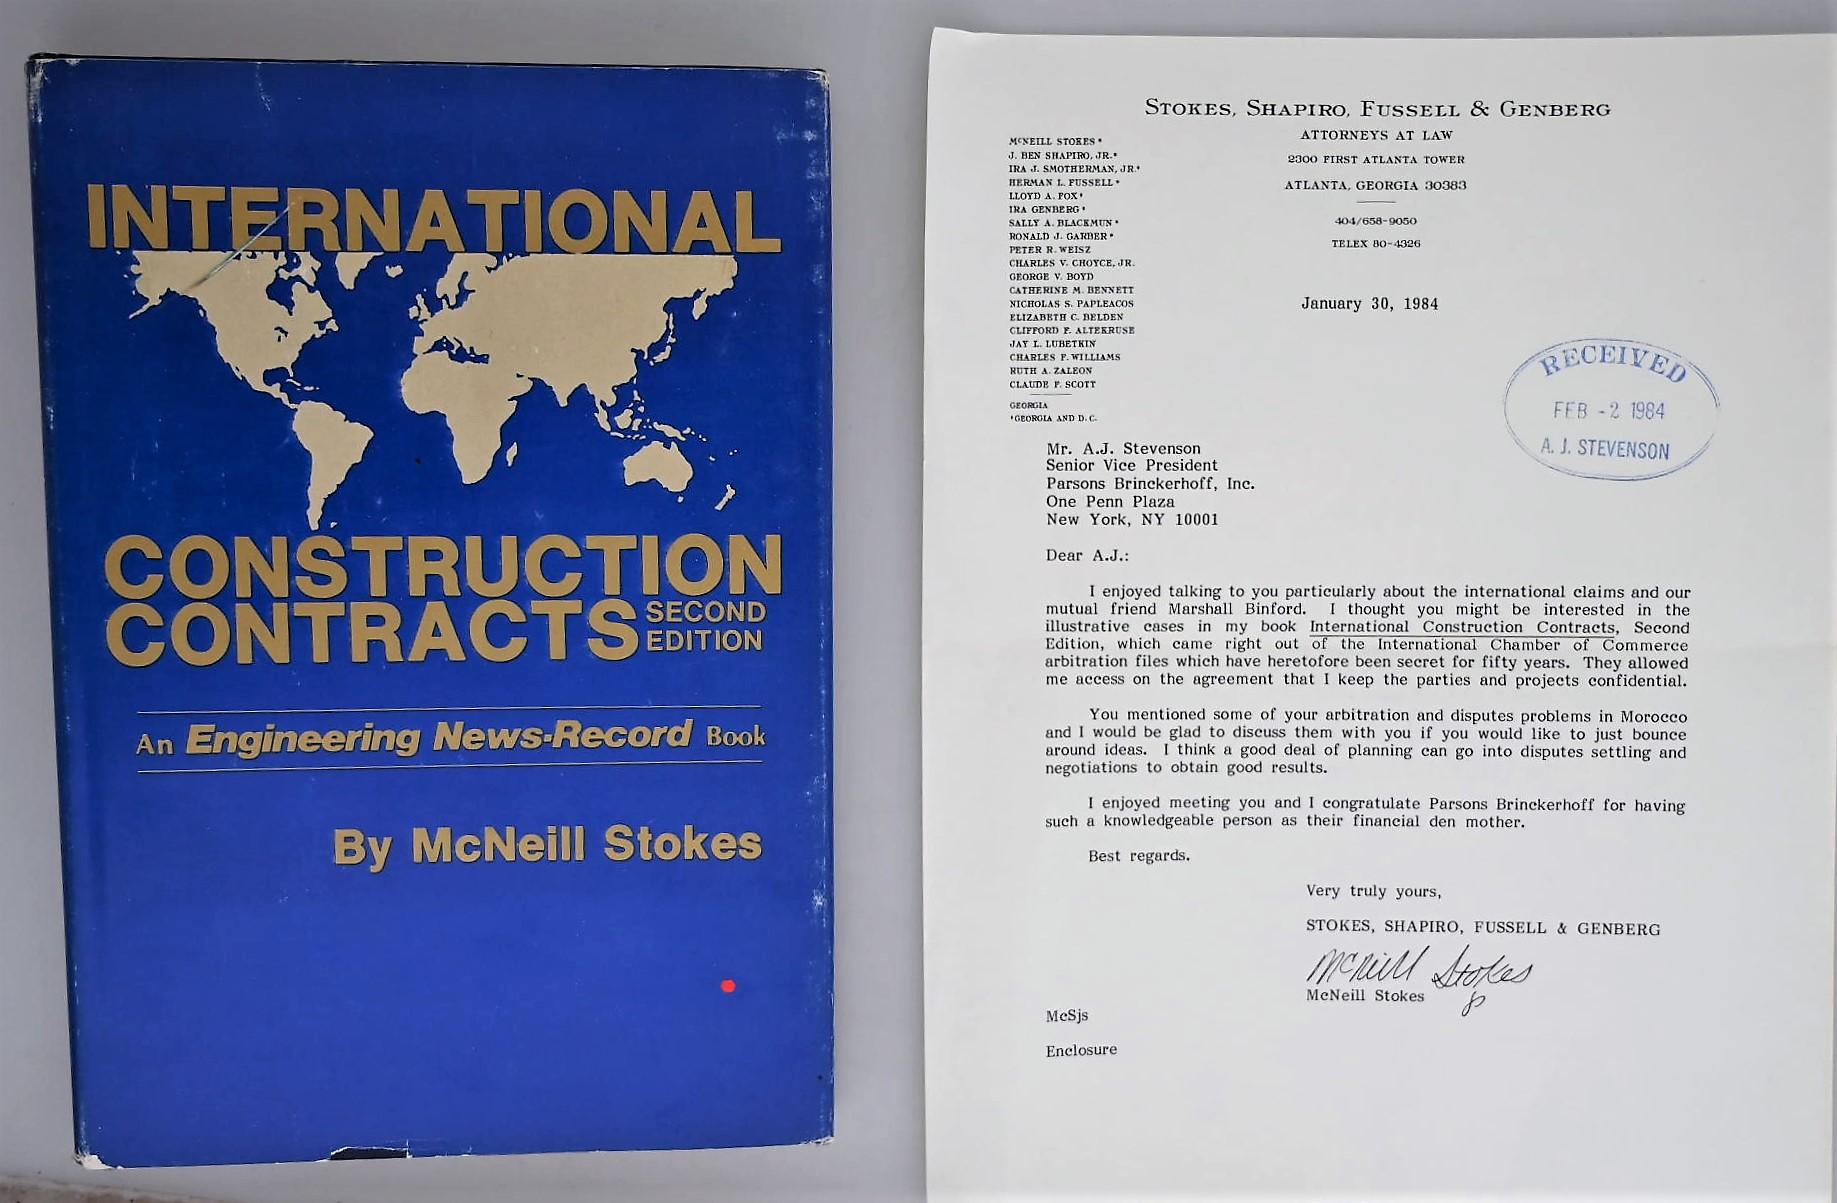 INTERNATIONAL
CONSTRUCTION
CONTRACTS SECOND
EDITION
An Engineering News-Record Book
By McNeill Stokes
STOKES, SHAPIRO, FUSSELL & GENBERG
ATTORNEYS AT LAW
2300 FIRST ATLANTA TOWER
ATLANTA, GEORGIA 30383
404/658-9050
TELEX 80-4326
MCNEILL STOKES*
J. BEN SHAPIRO, JR.*
IRA J. SMOTHERMAN, JR.*
HERMAN L. FUSSELL*
LLOYD A. FOX*
IRA GENBERG*
SALLY A. BLACKMUN*
RONALD J. GARBER*
PETER R. WEISZ
CHARLES V. CHOYCE, JR.
GEORGE V. BOYD
CATHERINE M. BENNETT
NICHOLAS S. PAPLEACOS
ELIZABETH C. BELDEN
CLIFFORD F. ALTEKRUSE
JAY L. LUBETKIN
CHARLES P. WILLIAMS
RUTH A. ZALEON
CLAUDE P. SCOTT
GEORGIA
*GEORGIA AND D.C.
January 30, 1984
RECEIVED
FEB -2 1984
A. J. STEVENSON
Mr. A.J. Stevenson
Senior Vice President
Parsons Brinckerhoff, Inc.
One Penn Plaza
New York, NY 10001
Dear A.J.:
I enjoyed talking to you particularly about the international claims and our
mutual friend Marshall Binford. I thought you might be interested in the
illustrative cases in my book International Construction Contracts, Second
Edition, which came right out of the International Chamber of Commerce
arbitration files which have heretofore been secret for fifty years. They allowed
me access on the agreement that I keep the parties and projects confidential.
You mentioned some of your arbitration and disputes problems in Morocco
and I would be glad to discuss them with you if you would like to just bounce
around ideas. I think a good deal of planning can go into disputes settling and
negotiations to obtain good results.
I enjoyed meeting you and I congratulate Parsons Brinckerhoff for having
such a knowledgeable person as their financial den mother.
Best regards.
Very truly yours,
STOKES, SHAPIRO, FUSSELL & GENBERG
McNeill Stokes
McNeill Stokes
McSjs
Enclosure